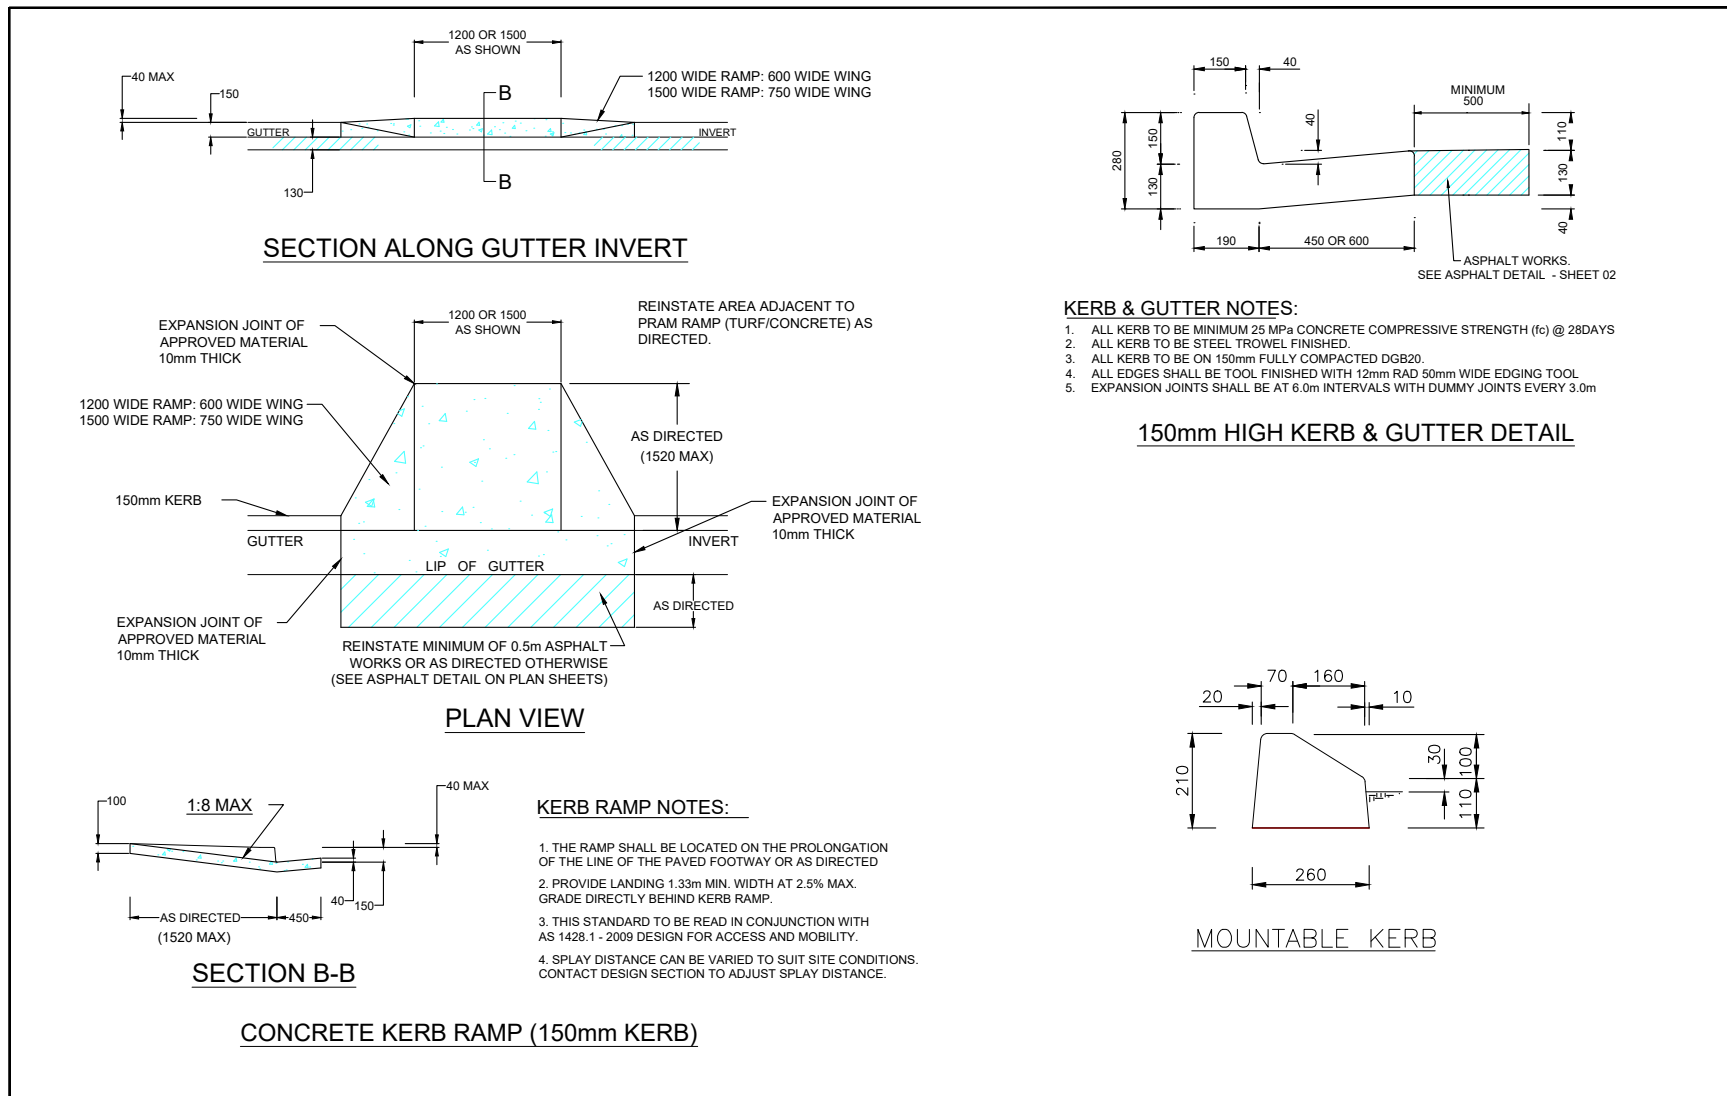 1200 OR 1500
AS SHOWN
40 MAX
150
1200 WIDE RAMP: 600 WIDE WING
1500 WIDE RAMP: 750 WIDE WING
B
GUTTER
INVERT
130
B
SECTION ALONG GUTTER INVERT
EXPANSION JOINT OF
APPROVED MATERIAL
10mm THICK
1200 OR 1500
AS SHOWN
REINSTATE AREA ADJACENT TO
PRAM RAMP (TURF/CONCRETE) AS
DIRECTED.
1200 WIDE RAMP: 600 WIDE WING
1500 WIDE RAMP: 750 WIDE WING
AS DIRECTED
(1520 MAX)
150mm KERB
EXPANSION JOINT OF
APPROVED MATERIAL
10mm THICK
GUTTER
INVERT
LIP OF GUTTER
AS DIRECTED
EXPANSION JOINT OF
APPROVED MATERIAL
10mm THICK
REINSTATE MINIMUM OF 0.5m ASPHALT
WORKS OR AS DIRECTED OTHERWISE
(SEE ASPHALT DETAIL ON PLAN SHEETS)
PLAN VIEW
100
1:8 MAX
40 MAX
40
150
AS DIRECTED
450
(1520 MAX)
SECTION B-B
KERB RAMP NOTES:
1. THE RAMP SHALL BE LOCATED ON THE PROLONGATION
OF THE LINE OF THE PAVED FOOTWAY OR AS DIRECTED
2. PROVIDE LANDING 1.33m MIN. WIDTH AT 2.5% MAX.
GRADE DIRECTLY BEHIND KERB RAMP.
3. THIS STANDARD TO BE READ IN CONJUNCTION WITH
AS 1428.1 - 2009 DESIGN FOR ACCESS AND MOBILITY.
4. SPLAY DISTANCE CAN BE VARIED TO SUIT SITE CONDITIONS.
CONTACT DESIGN SECTION TO ADJUST SPLAY DISTANCE.
CONCRETE KERB RAMP (150mm KERB)
150
40
MINIMUM
500
280
150
130
40
110
130
40
190
450 OR 600
ASPHALT WORKS.
SEE ASPHALT DETAIL - SHEET 02
KERB & GUTTER NOTES:
1. ALL KERB TO BE MINIMUM 25 MPa CONCRETE COMPRESSIVE STRENGTH (fc) @ 28DAYS
2. ALL KERB TO BE STEEL TROWEL FINISHED.
3. ALL KERB TO BE ON 150mm FULLY COMPACTED DGB20.
4. ALL EDGES SHALL BE TOOL FINISHED WITH 12mm RAD 50mm WIDE EDGING TOOL
5. EXPANSION JOINTS SHALL BE AT 6.0m INTERVALS WITH DUMMY JOINTS EVERY 3.0m
150mm HIGH KERB & GUTTER DETAIL
70
160
20
10
210
30
100
110
260
MOUNTABLE KERB